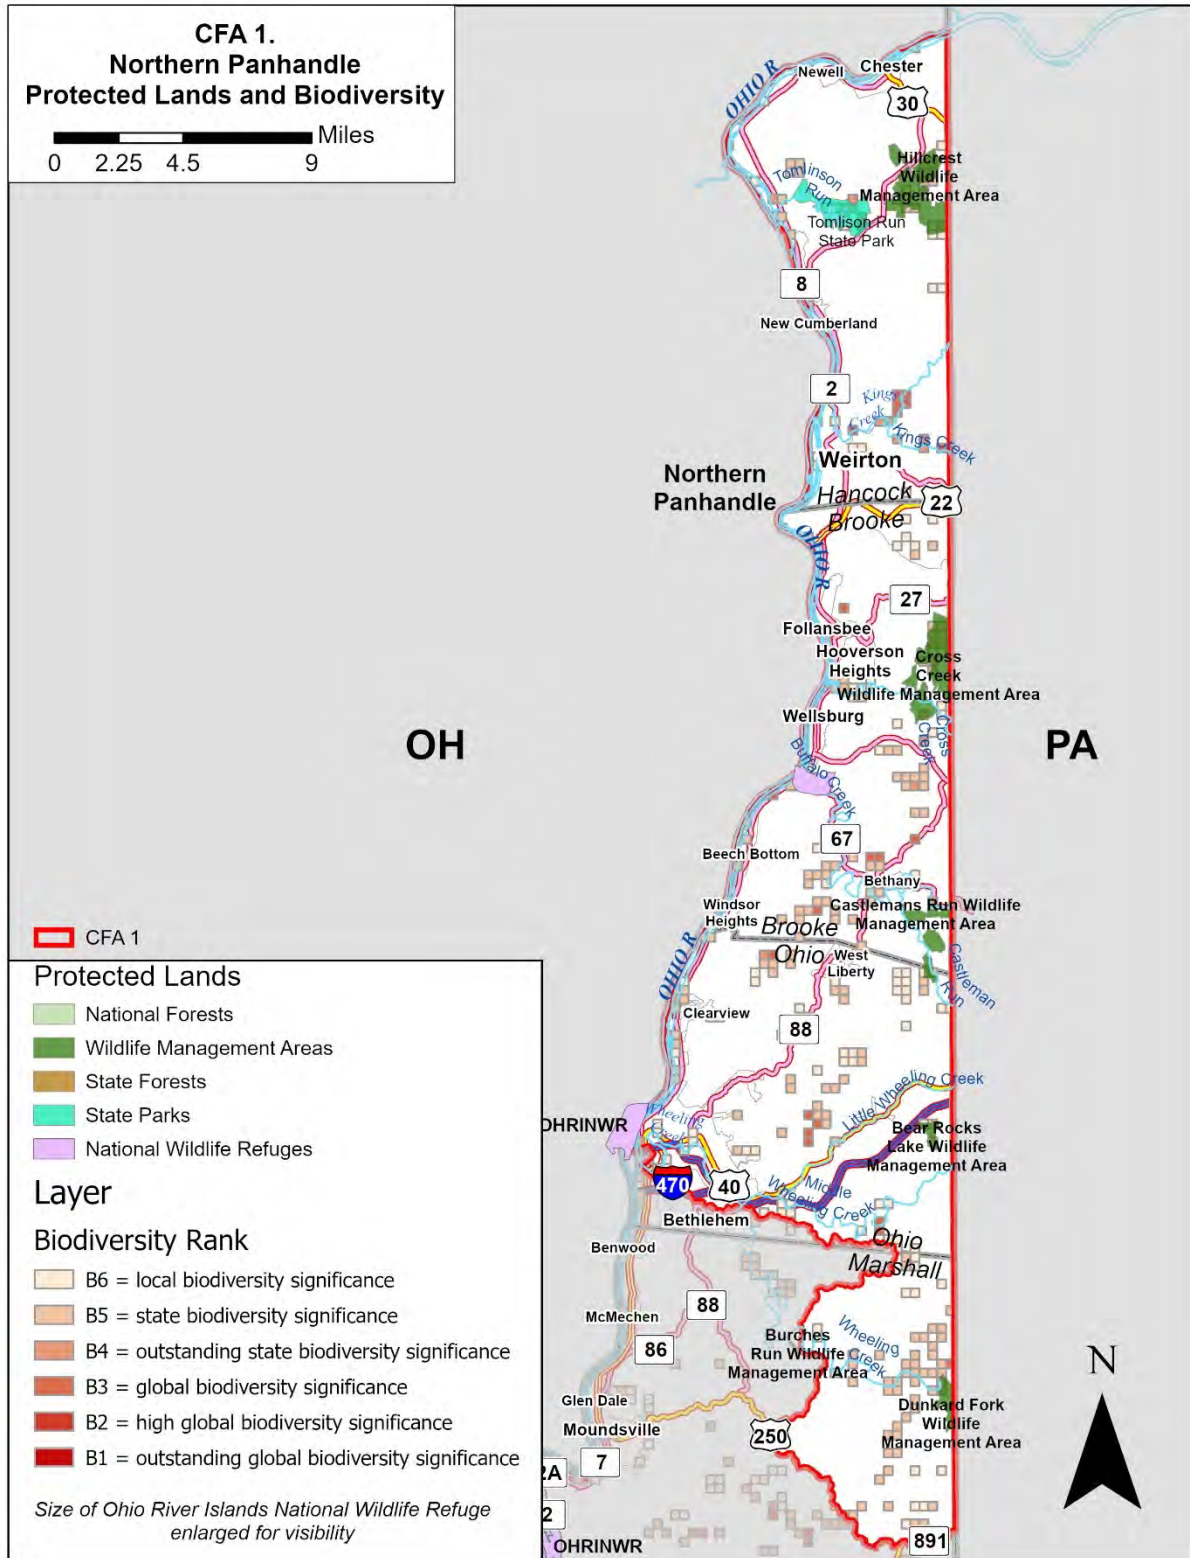 CFA 1.
Northern Panhandle
Protected Lands and Biodiversity
Miles
0 2.25 4.5 9
OHIO R
Newell
Chester
30
Hillcrest
Wildlife
Management Area
Tomlinson
Run
Tomlison Run
State Park
8
New Cumberland
2
Kings
Creek
Kings Creek
Weirton
Northern
Panhandle
Hancock
Brooke
22
OHIO R
27
Follansbee
Hooverson
Heights
Cross
Creek
Wildlife Management Area
Wellsburg
Cross
Creek
OH
PA
Buffalo Creek
67
Beech Bottom
Bethany
Castlemans Run Wildlife
Management Area
Windsor
Heights
Brooke
Ohio
West
Liberty
Castleman
Run
OHIO R
Clearview
88
Little Wheeling Creek
OHRINWR
Wheeling
Creek
Bear Rocks
Lake Wildlife
Management Area
470
40
Middle
Wheeling Creek
Bethlehem
Ohio
Marshall
Benwood
88
McMechen
86
Burches
Run Wildlife
Management Area
Wheeling
Creek
Glen Dale
Moundsville
Dunkard Fork
Wildlife
Management Area
250
7
2A
2
OHRINWR
891
N
CFA 1
Protected Lands
National Forests
Wildlife Management Areas
State Forests
State Parks
National Wildlife Refuges
Layer
Biodiversity Rank
B6 = local biodiversity significance
B5 = state biodiversity significance
B4 = outstanding state biodiversity significance
B3 = global biodiversity significance
B2 = high global biodiversity significance
B1 = outstanding global biodiversity significance
Size of Ohio River Islands National Wildlife Refuge
enlarged for visibility